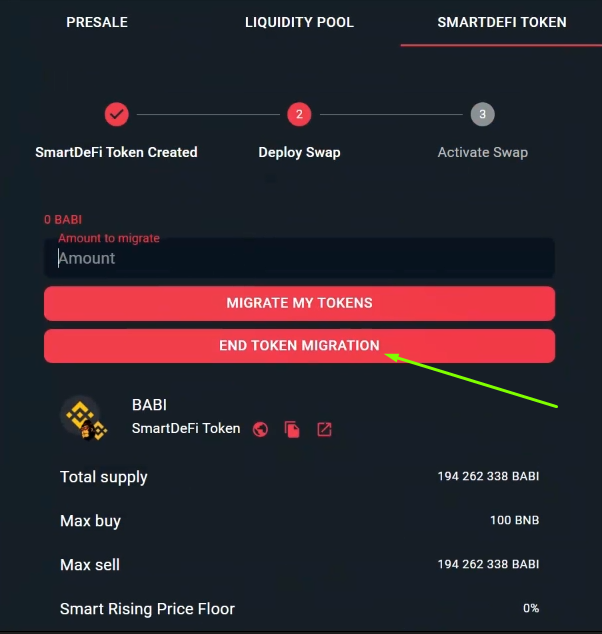 PRESALE LIQUIDITY POOL SMARTDEFI TOKEN
2 3
SmartDeFi Token Created Deploy Swap Activate Swap
0 BABI
Amount to migrate
Amount
MIGRATE MY TOKENS
END TOKEN MIGRATION
BABI
SmartDeFi Token
Total supply 194 262 338 BABI
Max buy 100 BNB
Max sell 194 262 338 BABI
Smart Rising Price Floor 0%